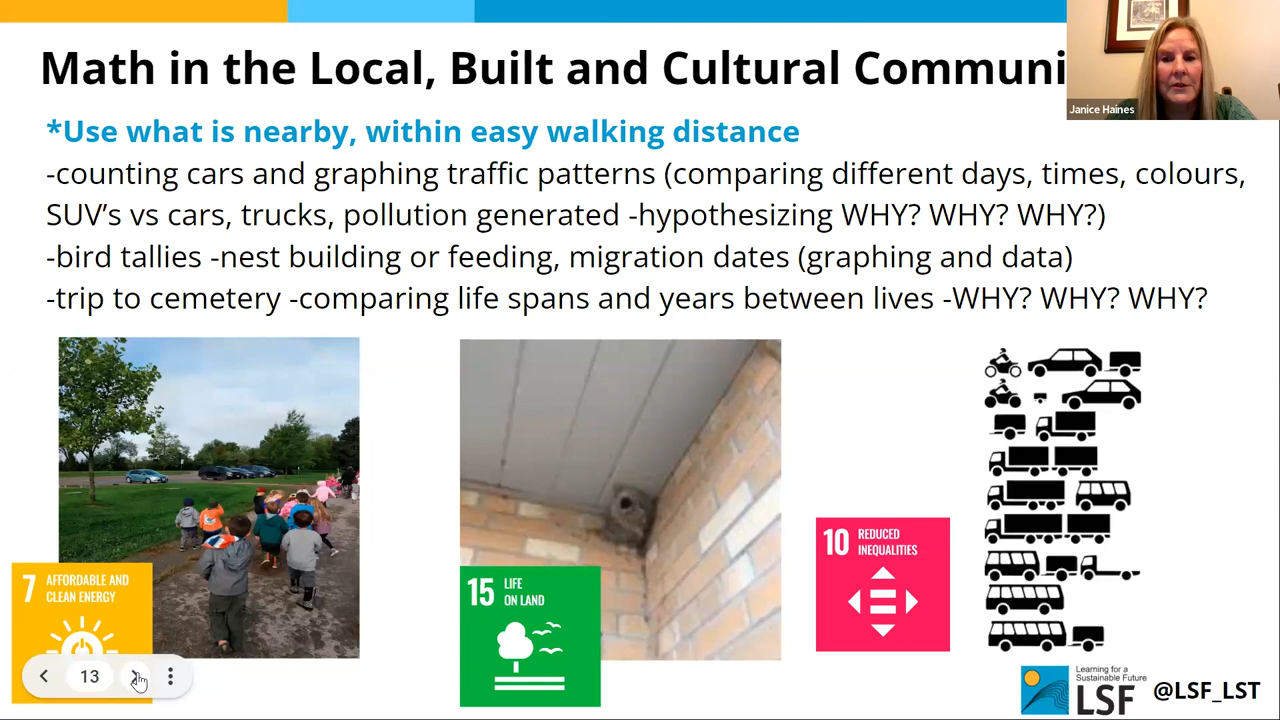 Math in the Local, Built and Cultural Communi
Janice Haines
*Use what is nearby, within easy walking distance
-counting cars and graphing traffic patterns (comparing different days, times, colours,
SUV’s vs cars, trucks, pollution generated -hypothesizing WHY? WHY? WHY?)
-bird tallies -nest building or feeding, migration dates (graphing and data)
-trip to cemetery -comparing life spans and years between lives -WHY? WHY? WHY?
7 AFFORDABLE AND
CLEAN ENERGY
15 LIFE
ON LAND
10 REDUCED
INEQUALITIES
13
Learning for a
Sustainable Future
LSF
@LSF_LST